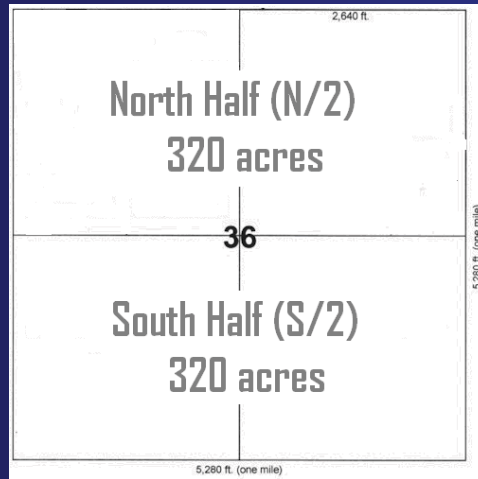 2,640 ft.
North Half (N/2)
320 acres
36
5,280 ft. (one mile)
South Half (S/2)
320 acres
5,280 ft. (one mile)